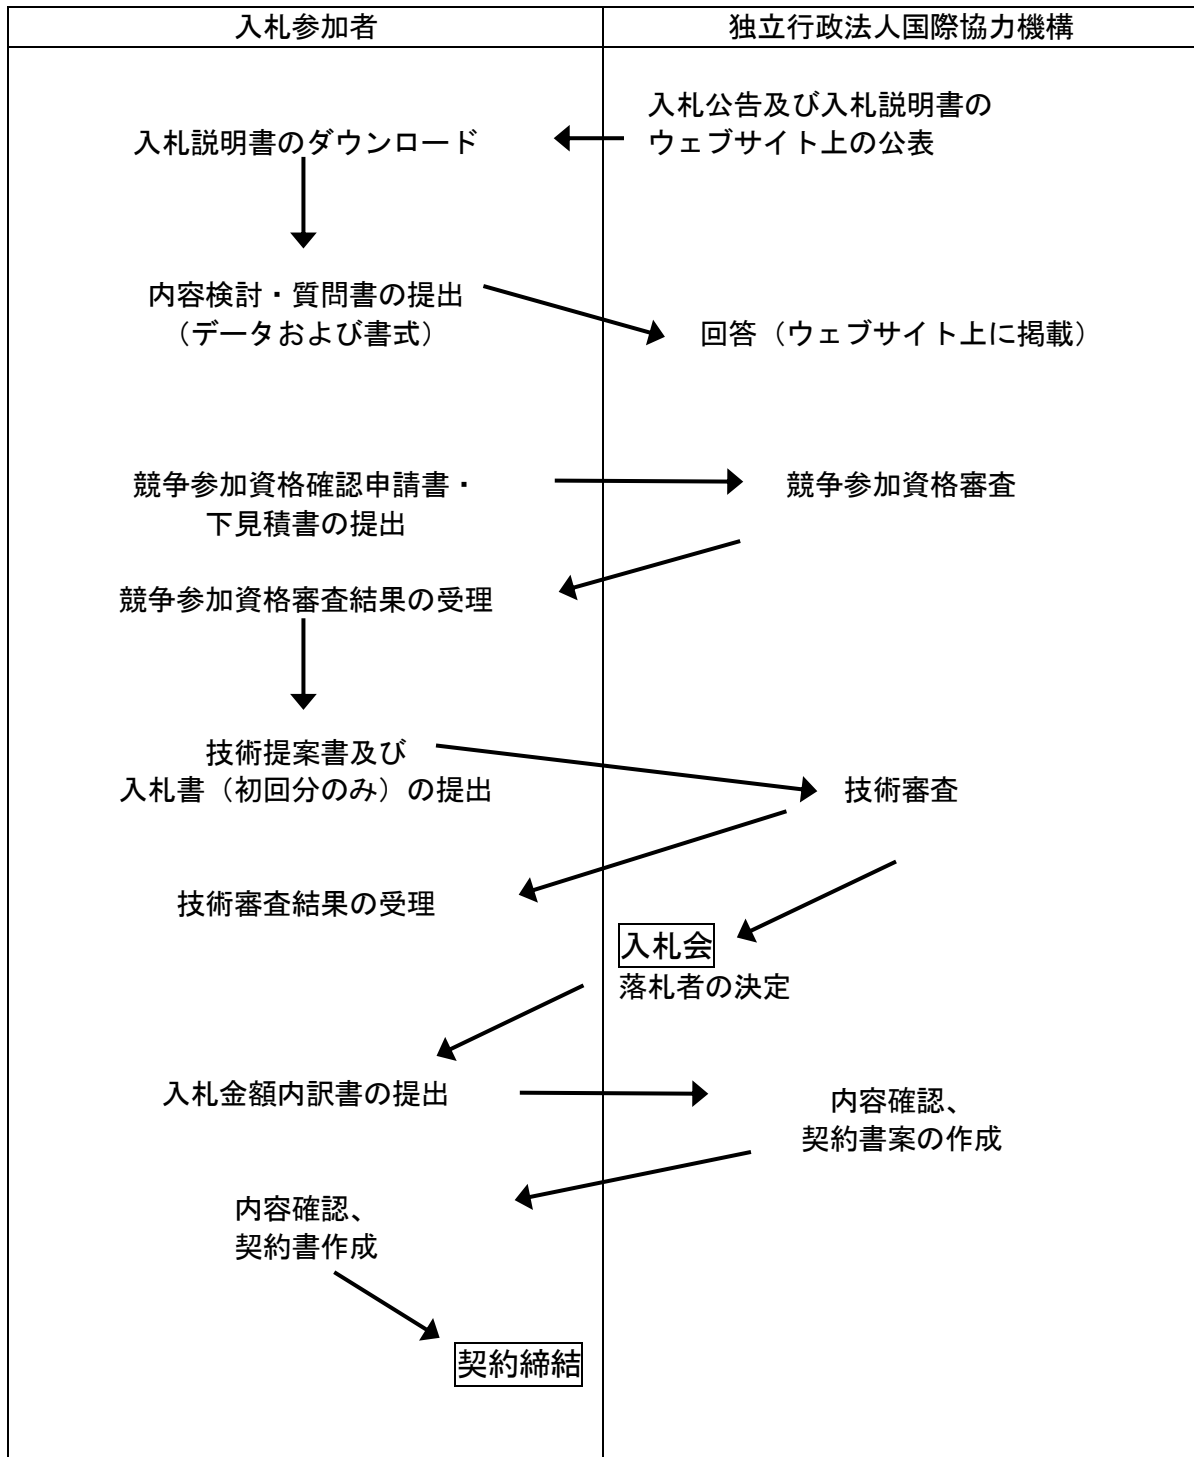 入札参加者
独立行政法人国際協力機構
入札公告及び入札説明書の
ウェブサイト上の公表
入札説明書のダウンロード
内容検討・質問書の提出
（データおよび書式）
回答（ウェブサイト上に掲載）
競争参加資格確認申請書・
下見積書の提出
競争参加資格審査
競争参加資格審査結果の受理
技術提案書及び
入札書（初回分のみ）の提出
技術審査
技術審査結果の受理
入札会
落札者の決定
入札金額内訳書の提出
内容確認、
契約書案の作成
内容確認、
契約書作成
契約締結